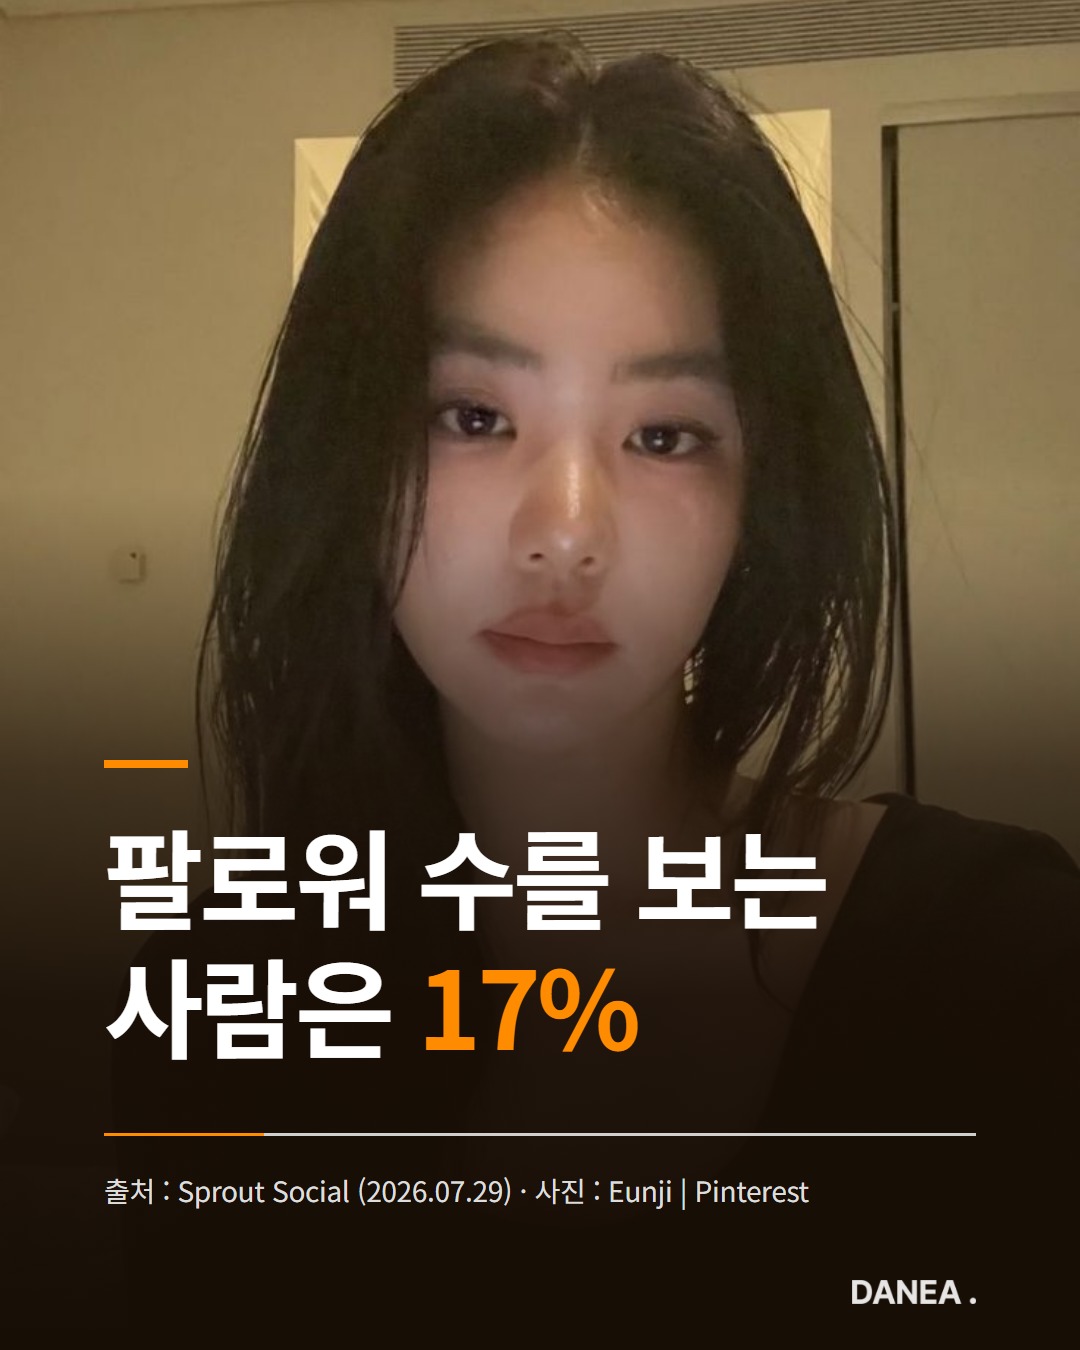 팔로워 수를 보는
사람은 17%
출처 : Sprout Social (2026.07.29) · 사진 : Eunji | Pinterest
DANEA .